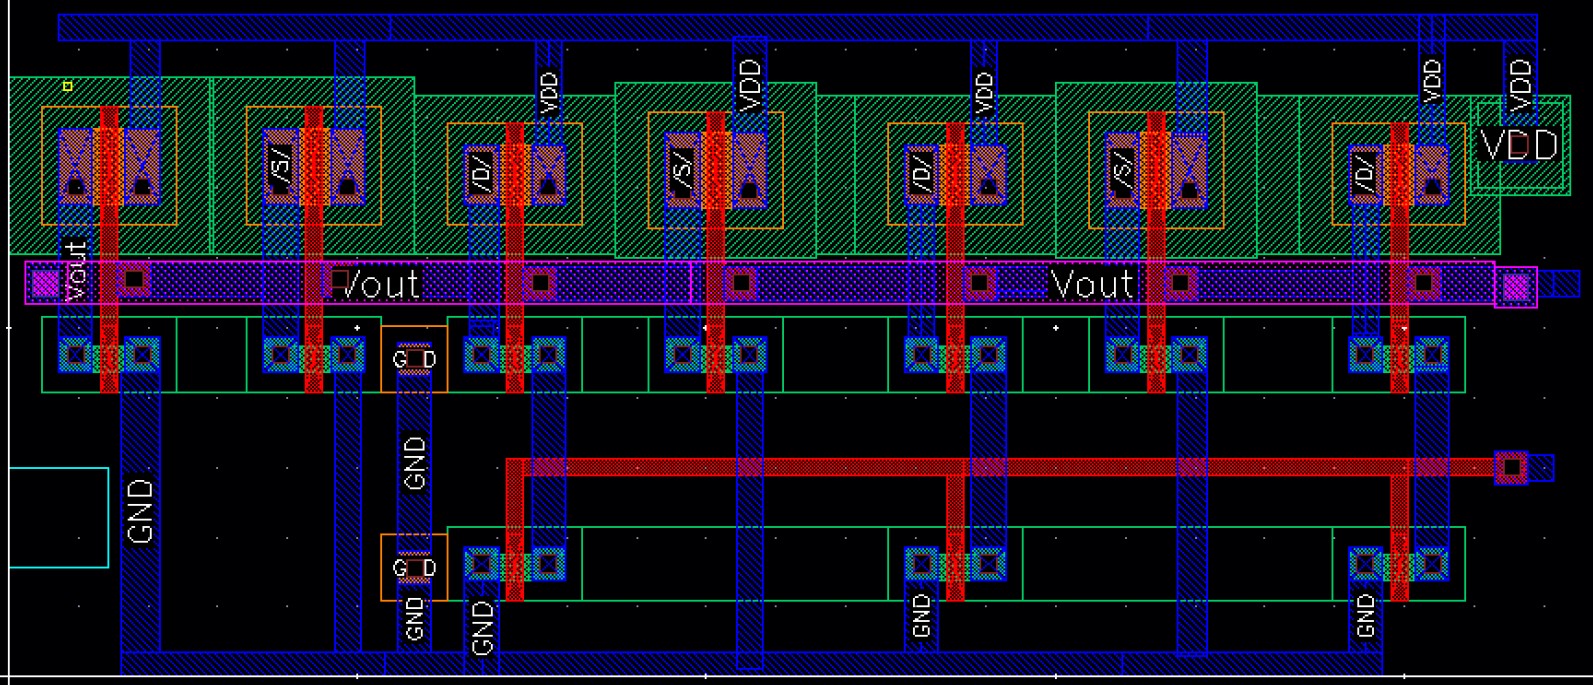 VDD
VDD
VDD
VDD
VDD
VDD
/S/
/D/
/S/
/D/
/S/
/D/
Vout
Vout
Vout
G D
GND
GND
G D
GND
GND
GND
GND